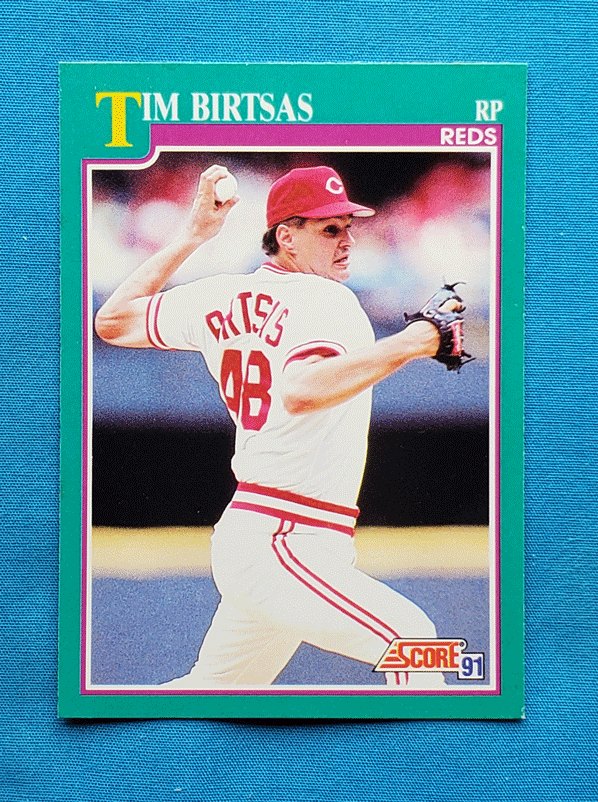 TIM BIRTSAS RP
REDS
C
48
SCORE®
91